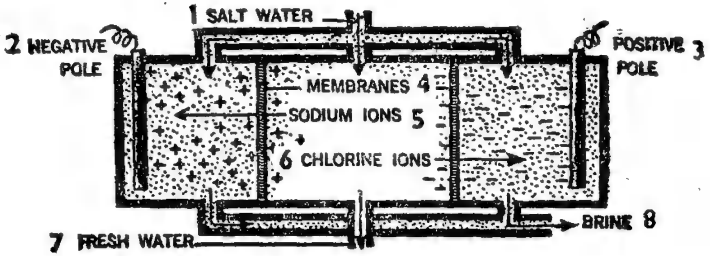 1 SALT WATER
2 NEGATIVE POLE
POSITIVE 3 POLE
MEMBRANES 4
SODIUM IONS 5
6 CHLORINE IONS
7 FRESH WATER
BRINE 8